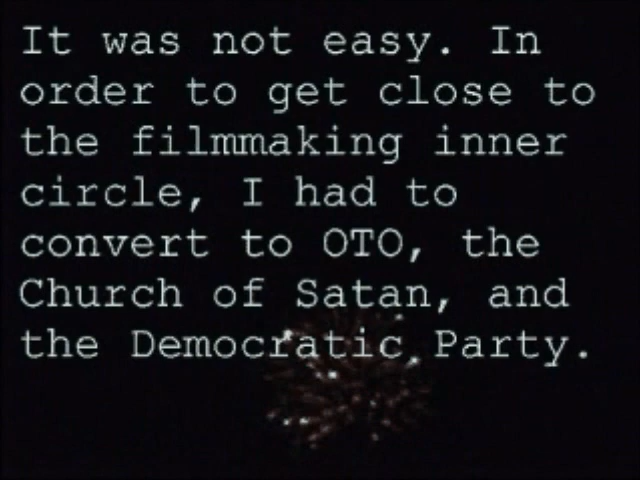 It was not easy. In
order to get close to
the filmmaking inner
circle, I had to
convert to OTO, the
Church of Satan, and
the Democratic Party.